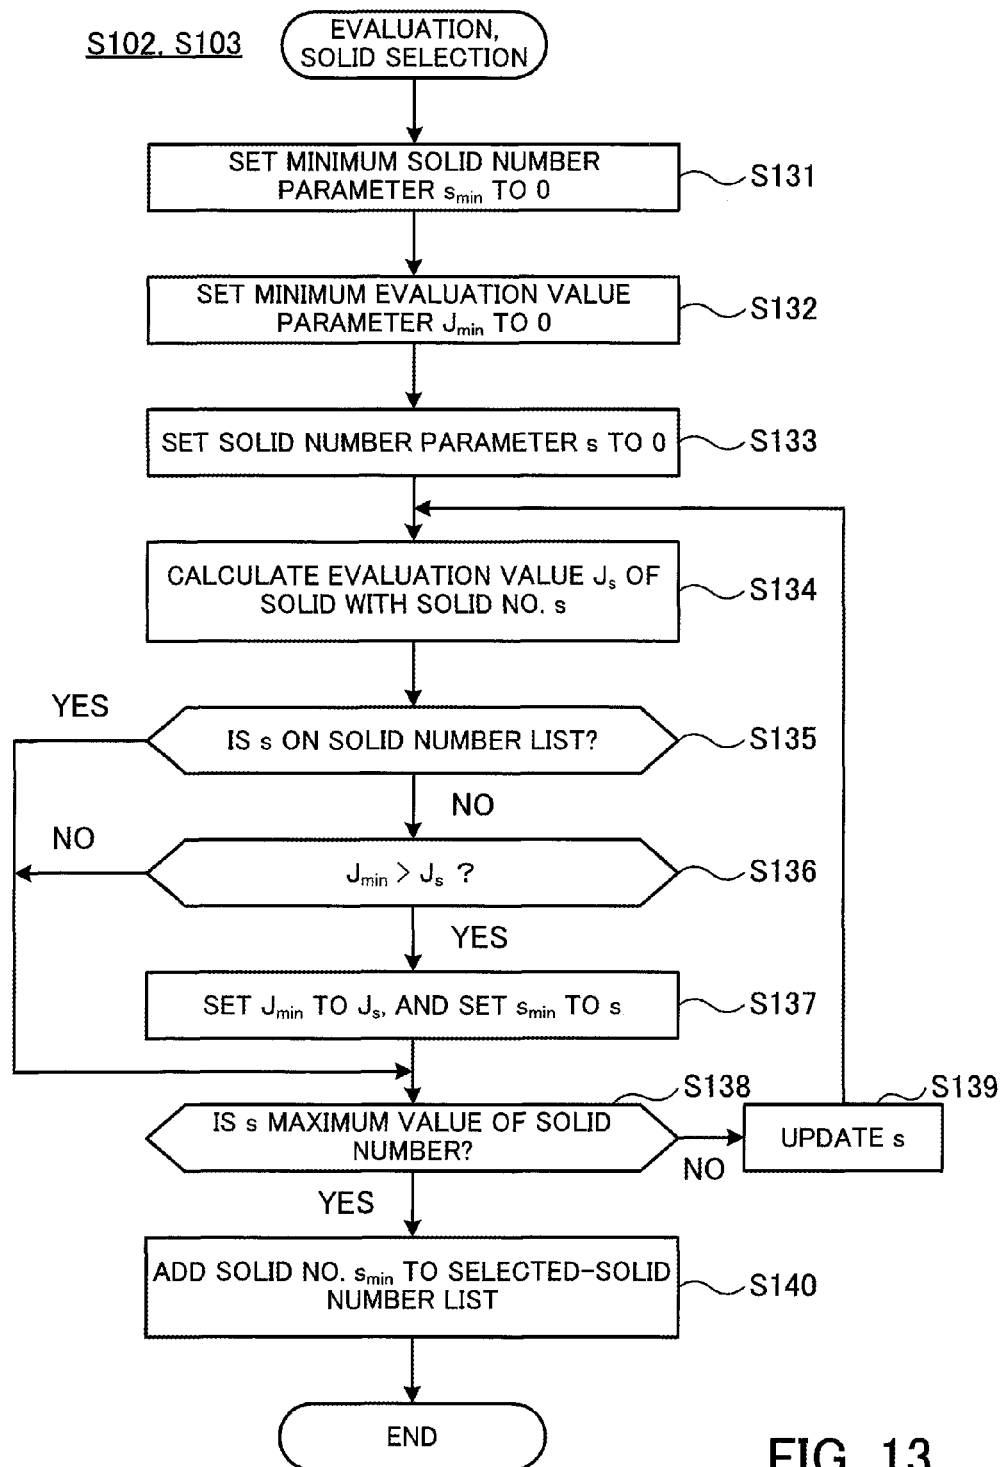 S102, S103
EVALUATION,
SOLID SELECTION
SET MINIMUM SOLID NUMBER
PARAMETER smin TO 0
S131
SET MINIMUM EVALUATION VALUE
PARAMETER Jmin TO 0
S132
SET SOLID NUMBER PARAMETER s TO 0
S133
CALCULATE EVALUATION VALUE Js OF
SOLID WITH SOLID NO. s
S134
YES
IS s ON SOLID NUMBER LIST?
S135
NO
NO
Jmin > Js ?
S136
YES
SET Jmin TO Js, AND SET smin TO s
S137
IS s MAXIMUM VALUE OF SOLID
NUMBER?
S138
NO
UPDATE s
S139
YES
ADD SOLID NO. smin TO SELECTED-SOLID
NUMBER LIST
S140
END
FIG. 13